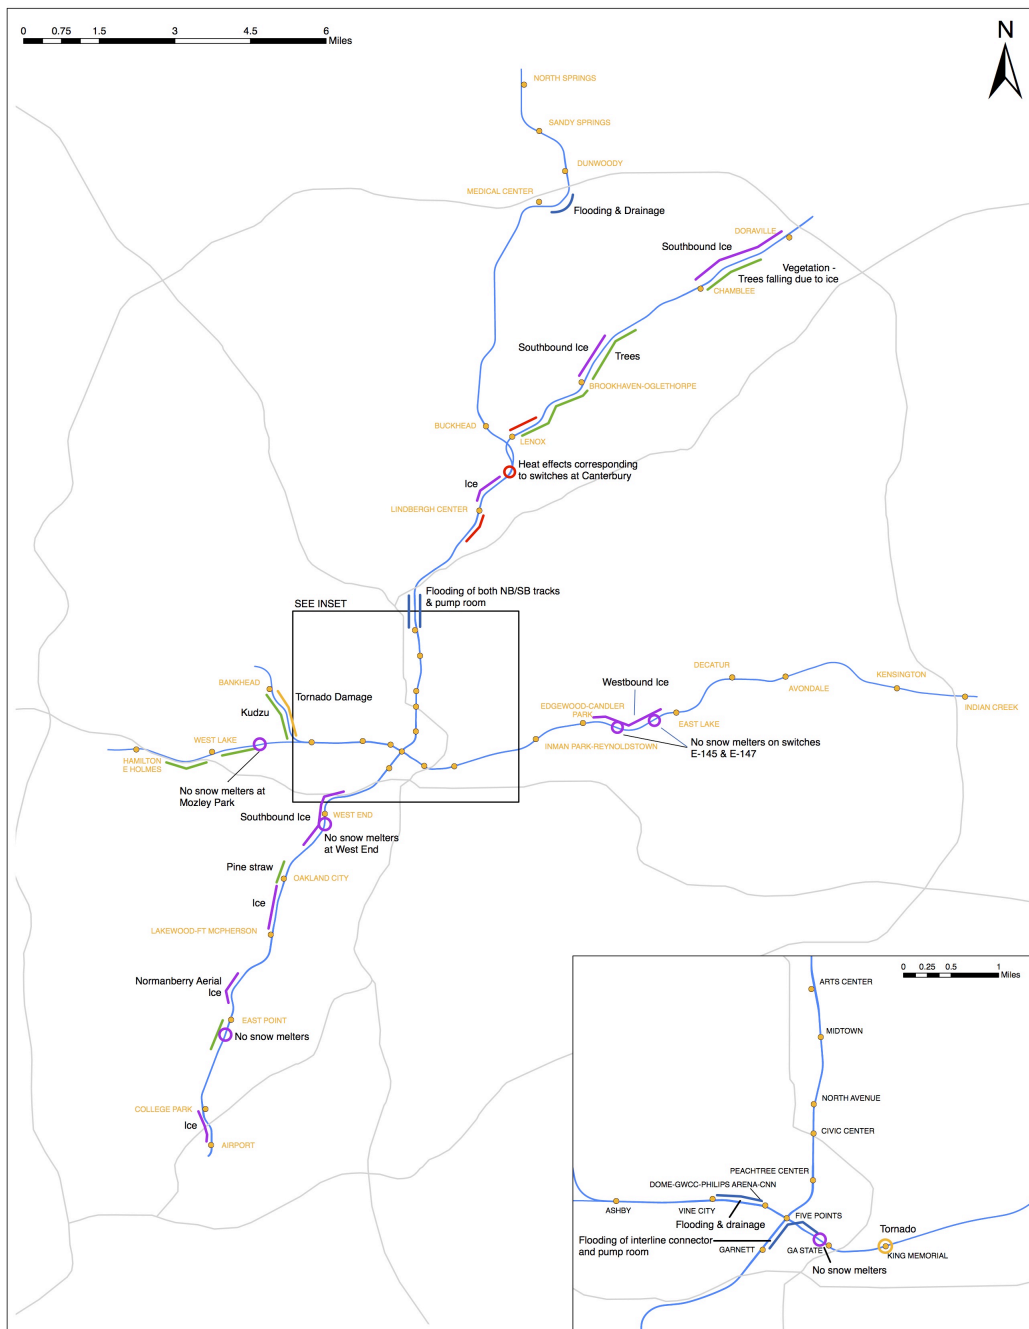 0 0.75 1.5 3 4.5 6
Miles
N
NORTH SPRINGS
SANDY SPRINGS
DUNWOODY
MEDICAL CENTER
Flooding & Drainage
DORAVILLE
Southbound Ice
Vegetation -
Trees falling due to ice
CHAMBLEE
Southbound Ice
Trees
BROOKHAVEN-OGLETHORPE
BUCKHEAD
LENOX
Heat effects corresponding
to switches at Canterbury
Ice
LINDBERGH CENTER
Flooding of both NB/SB tracks
& pump room
SEE INSET
DECATUR
KENSINGTON
BANKHEAD
Westbound Ice
AVONDALE
Tornado Damage
INDIAN CREEK
EDGEWOOD-CANDLER
PARK
Kudzu
EAST LAKE
WEST LAKE
INMAN PARK-REYNOLDSTOWN
No snow melters on switches
E-145 & E-147
HAMILTON
E HOLMES
No snow melters at
Mozley Park
Southbound Ice
WEST END
No snow melters
at West End
Pine straw
OAKLAND CITY
Ice
LAKEWOOD-FT MCPHERSON
Normanberry Aerial
Ice
EAST POINT
No snow melters
COLLEGE PARK
Ice
AIRPORT
0 0.25 0.5 1
Miles
ARTS CENTER
MIDTOWN
NORTH AVENUE
CIVIC CENTER
PEACHTREE CENTER
DOME-GWCC-PHILIPS ARENA-CNN
ASHBY
VINE CITY
FIVE POINTS
Flooding & drainage
Tornado
Flooding of interline connector
and pump room
GARNETT
GA STATE
KING MEMORIAL
No snow melters